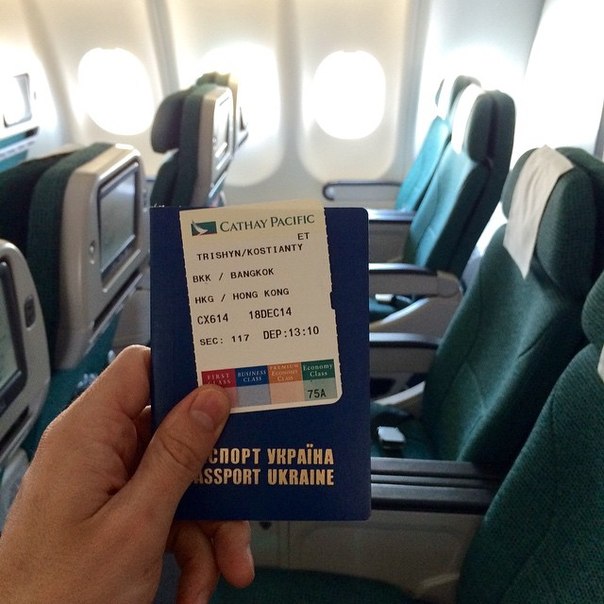 CATHAY PACIFIC
ET
TRISHYN/KOSTIANTY
BKK / BANGKOK
HKG / HONG KONG
CX614 18DEC14
SEC: 117 DEP:13:10
FIRST CLASS BUSINESS CLASS PREMIUM ECONOMY CLASS Economy Class
75A
СПОРТ УКРАЇНА
ASSPORT UKRAINE